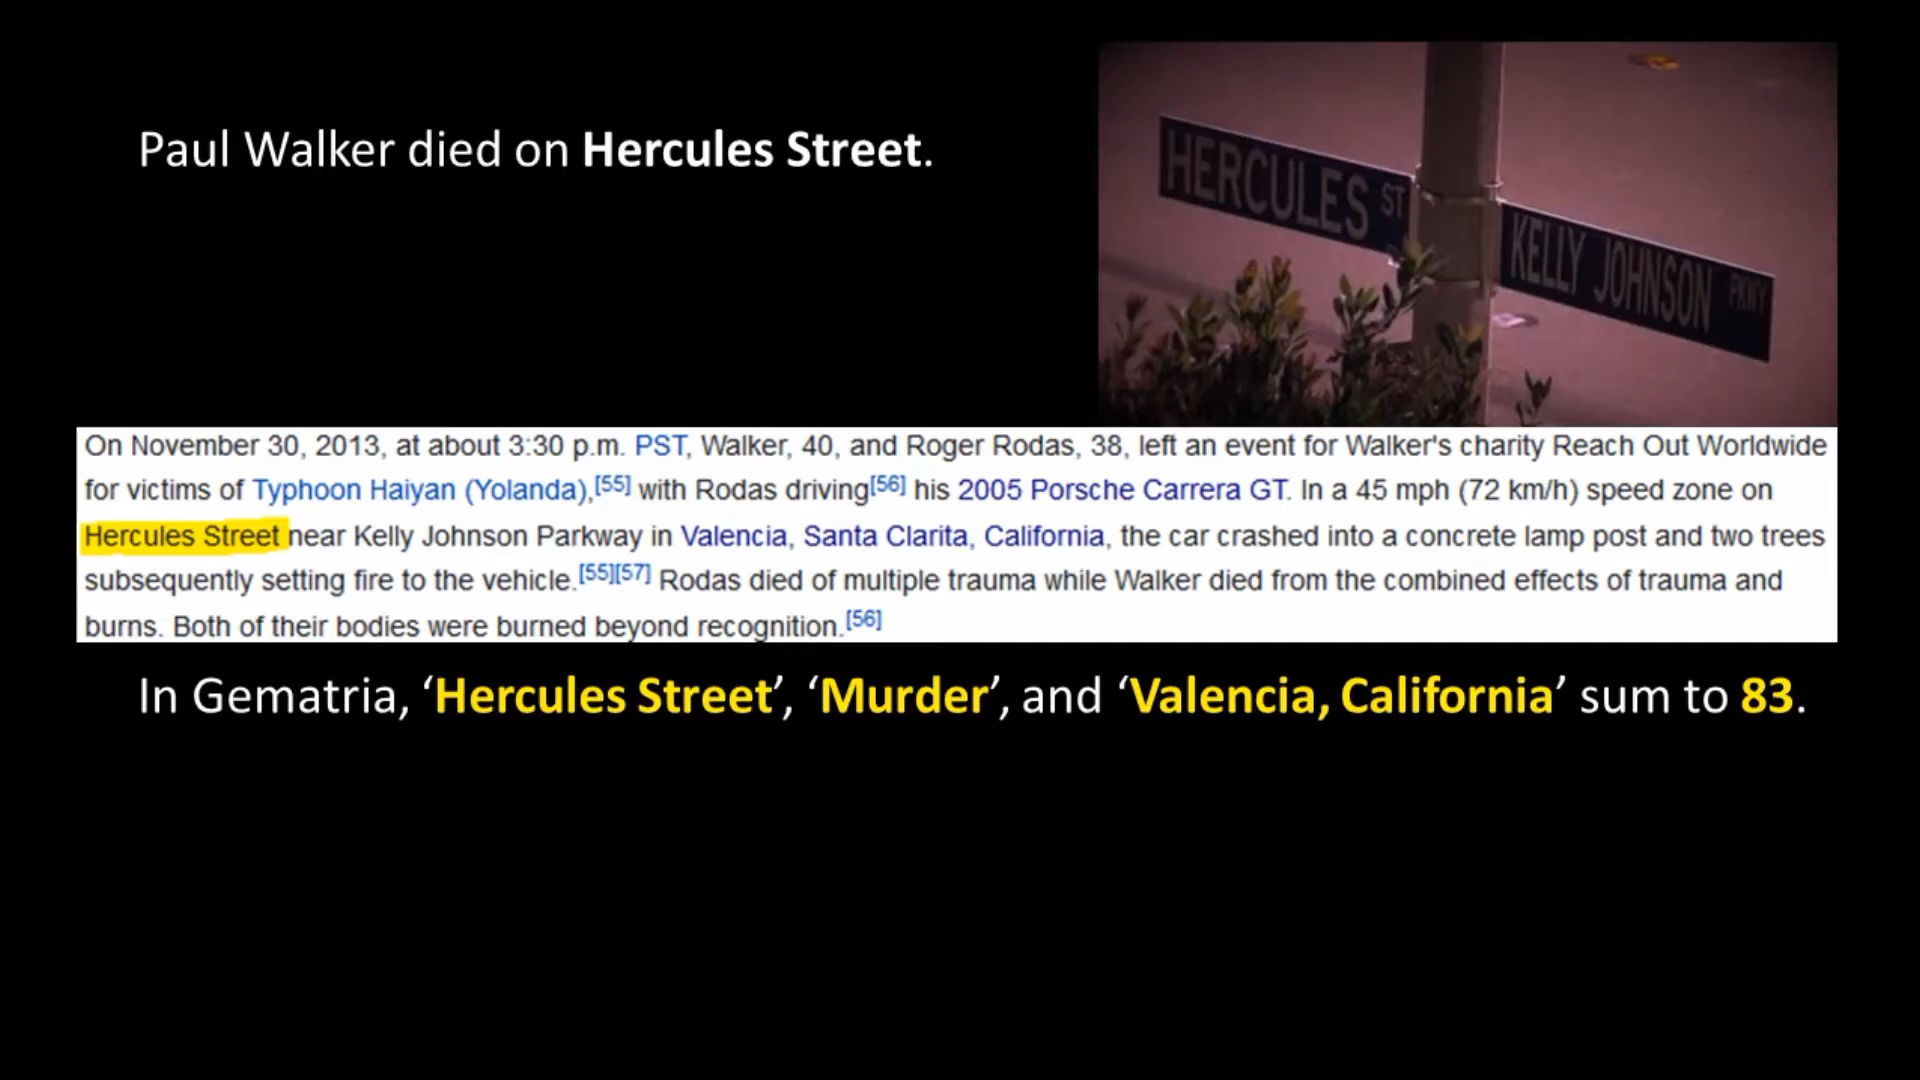 Paul Walker died on Hercules Street.
HERCULES ST
KELLY JOHNSON PKWY
On November 30, 2013, at about 3:30 p.m. PST, Walker, 40, and Roger Rodas, 38, left an event for Walker's charity Reach Out Worldwide
for victims of Typhoon Haiyan (Yolanda),[55] with Rodas driving[56] his 2005 Porsche Carrera GT. In a 45 mph (72 km/h) speed zone on
Hercules Street near Kelly Johnson Parkway in Valencia, Santa Clarita, California, the car crashed into a concrete lamp post and two trees
subsequently setting fire to the vehicle.[55][57] Rodas died of multiple trauma while Walker died from the combined effects of trauma and
burns. Both of their bodies were burned beyond recognition.[56]
In Gematria, ‘Hercules Street’, ‘Murder’, and ‘Valencia, California’ sum to 83.